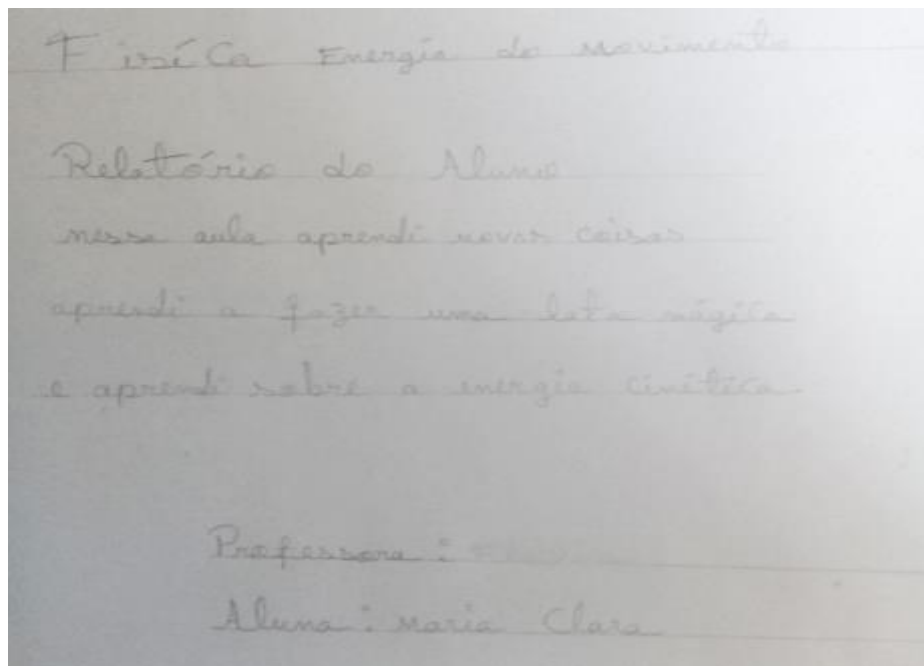 Fisíca Energia do movimento
Relatório do Aluno
nessa aula aprendi novas coisas
aprendi a fazer uma lata mágica
e aprendi sobre a energia cinética.
Professora:
Aluna: Maria Clara